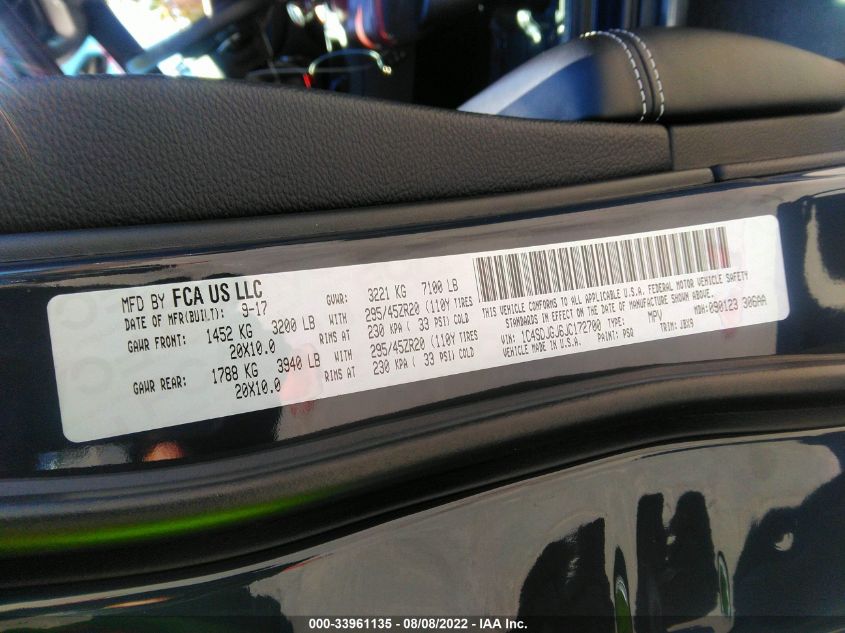 MFD BY FCA US LLC
DATE OF MFR(BUILT): 9-17
GVWR: 3221 KG 7100 LB
GAWR FRONT: 1452 KG 3200 LB WITH 295/45ZR20 (110Y TIRES
20X10.0 RIMS AT 230 KPA ( 33 PSI) COLD
GAWR REAR: 1788 KG 3940 LB WITH 295/45ZR20 (110Y TIRES
20X10.0 RIMS AT 230 KPA ( 33 PSI) COLD
THIS VEHICLE CONFORMS TO ALL APPLICABLE U.S.A. FEDERAL MOTOR VEHICLE SAFETY
STANDARDS IN EFFECT ON THE DATE OF MANUFACTURE SHOWN ABOVE.
VIN: 1C4SDJGJ6JC172700 TYPE: MPV MDH: 090123 306AA
VEHICLE MADE IN U.S.A. PAINT: PSQ TRIM: JBX9
000-33961135 - 08/08/2022 - IAA Inc.